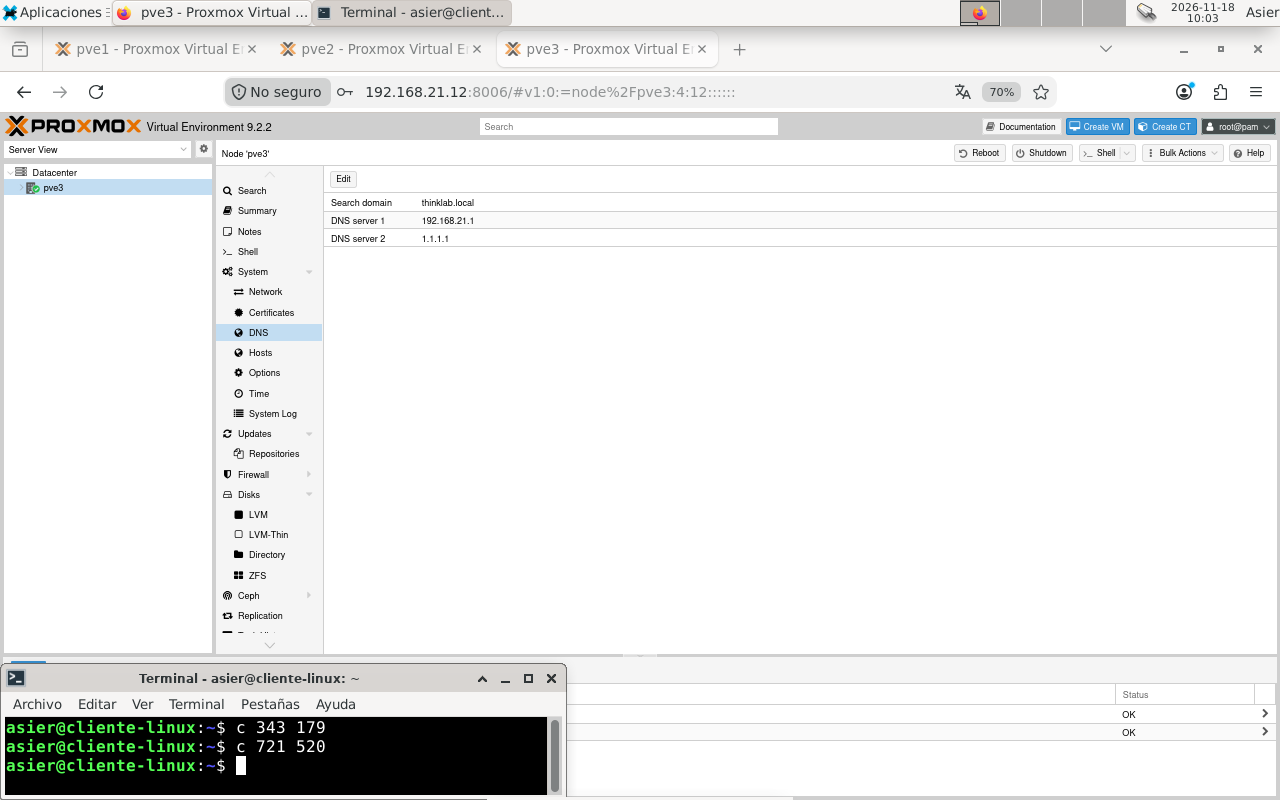 Aplicaciones
pve3 - Proxmox Virtual ...
Terminal - asier@client...
2026-11-18
10:03
Asier
pve1 - Proxmox Virtual E
pve2 - Proxmox Virtual E
pve3 - Proxmox Virtual E
No seguro
192.168.21.12:8006/#v1:0:=node%2Fpve3:4:12::::::
70%
PROXMOX Virtual Environment 9.2.2
Search
Documentation
Create VM
Create CT
root@pam
Server View
Datacenter
pve3
Node 'pve3'
Reboot
Shutdown
Shell
Bulk Actions
Help
Search
Summary
Notes
Shell
System
Network
Certificates
DNS
Hosts
Options
Time
System Log
Updates
Repositories
Firewall
Disks
LVM
LVM-Thin
Directory
ZFS
Ceph
Replication
Edit
Search domain thinklab.local
DNS server 1 192.168.21.1
DNS server 2 1.1.1.1
Status
OK
OK
Terminal - asier@cliente-linux: ~
Archivo Editar Ver Terminal Pestañas Ayuda
asier@cliente-linux:~$ c 343 179
asier@cliente-linux:~$ c 721 520
asier@cliente-linux:~$